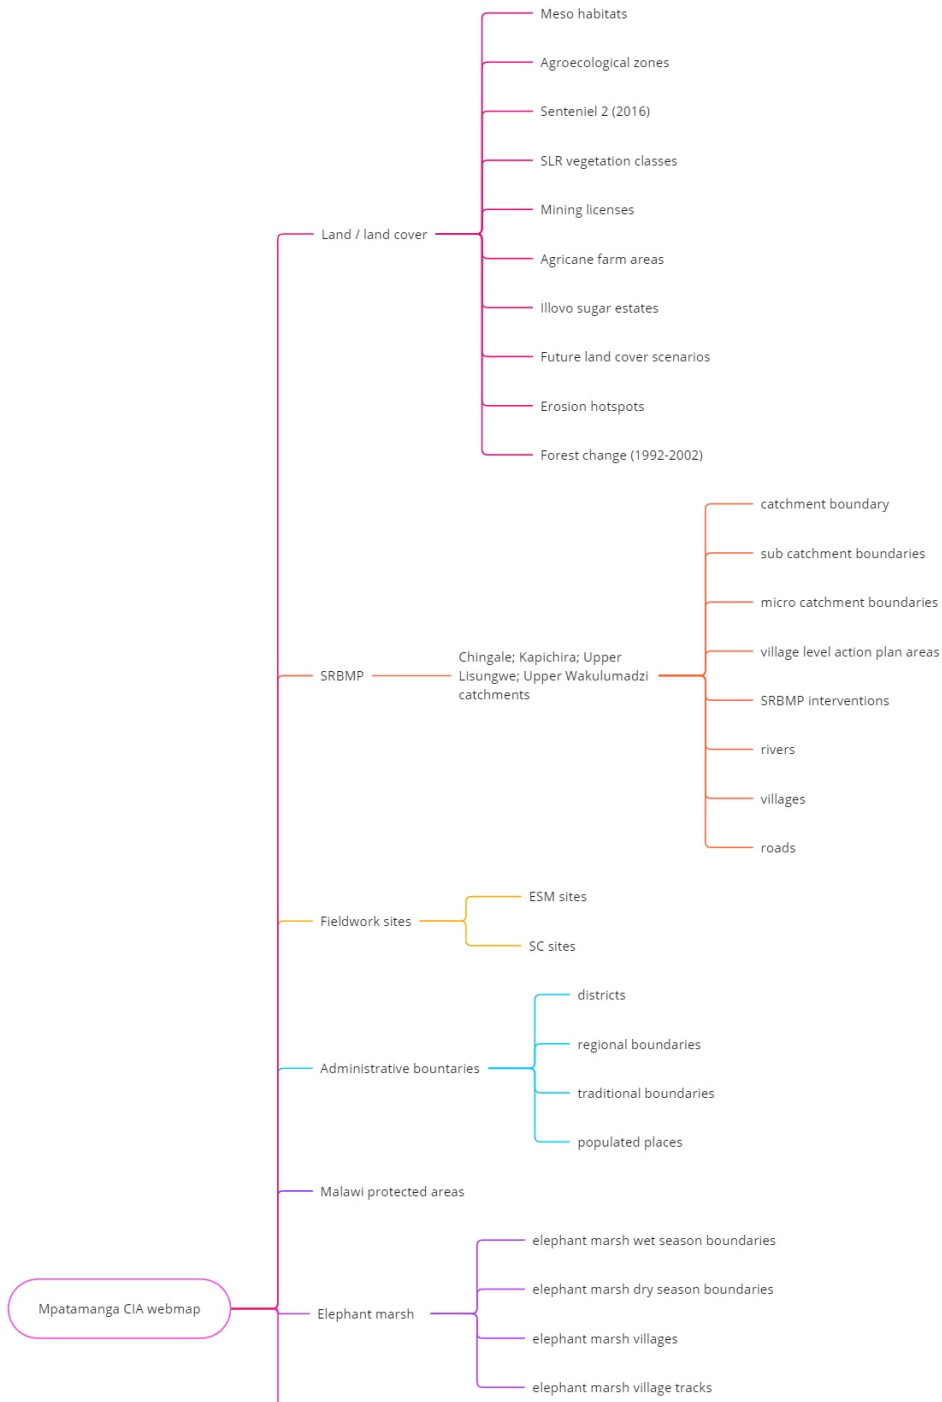 Meso habitats
Agroecological zones
Senteniel 2 (2016)
SLR vegetation classes
Mining licenses
Land / land cover
Agricane farm areas
Illovo sugar estates
Future land cover scenarios
Erosion hotspots
Forest change (1992-2002)
catchment boundary
sub catchment boundaries
micro catchment boundaries
village level action plan areas
SRBMP
Chingale; Kapichira; Upper
Lisungwe; Upper Wakulumadzi
catchments
SRBMP interventions
rivers
villages
roads
ESM sites
Fieldwork sites
SC sites
districts
regional boundaries
Administrative bountaries
traditional boundaries
populated places
Malawi protected areas
elephant marsh wet season boundaries
elephant marsh dry season boundaries
Mpatamanga CIA webmap
Elephant marsh
elephant marsh villages
elephant marsh village tracks